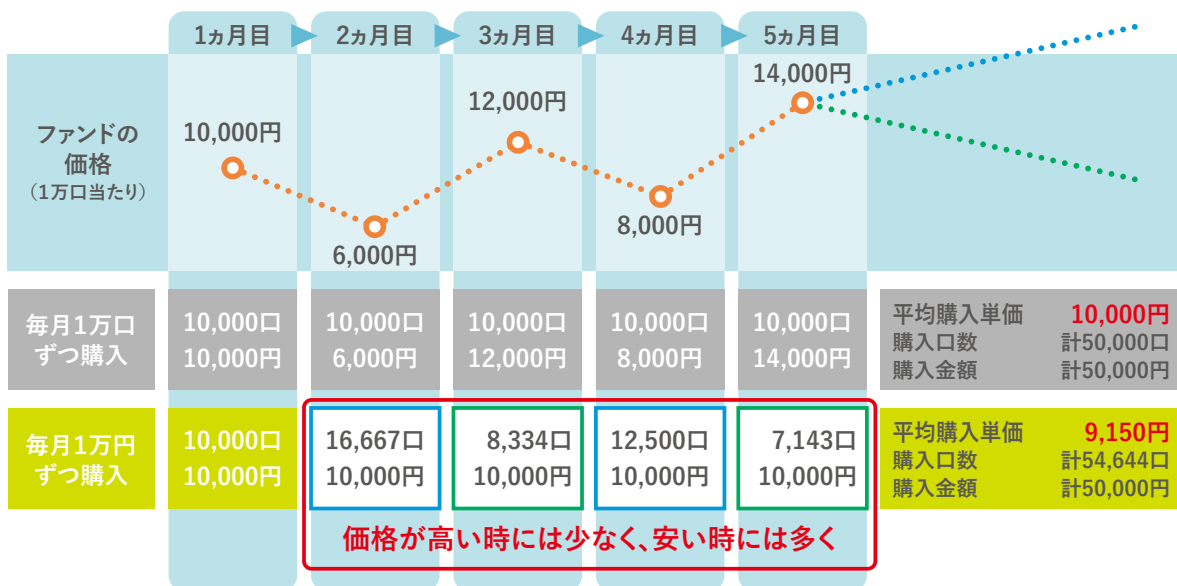 1ヵ月目
2ヵ月目
3ヵ月目
4ヵ月目
5ヵ月目
ファンドの
価格
（1万口当たり）
10,000円
6,000円
12,000円
8,000円
14,000円
毎月1万口
ずつ購入
10,000口
10,000円
10,000口
6,000円
10,000口
12,000円
10,000口
8,000円
10,000口
14,000円
平均購入単価 10,000円
購入口数 計50,000口
購入金額 計50,000円
毎月1万円
ずつ購入
10,000口
10,000円
16,667口
10,000円
8,334口
10,000円
12,500口
10,000円
7,143口
10,000円
平均購入単価 9,150円
購入口数 計54,644口
購入金額 計50,000円
価格が高い時には少なく、安い時には多く